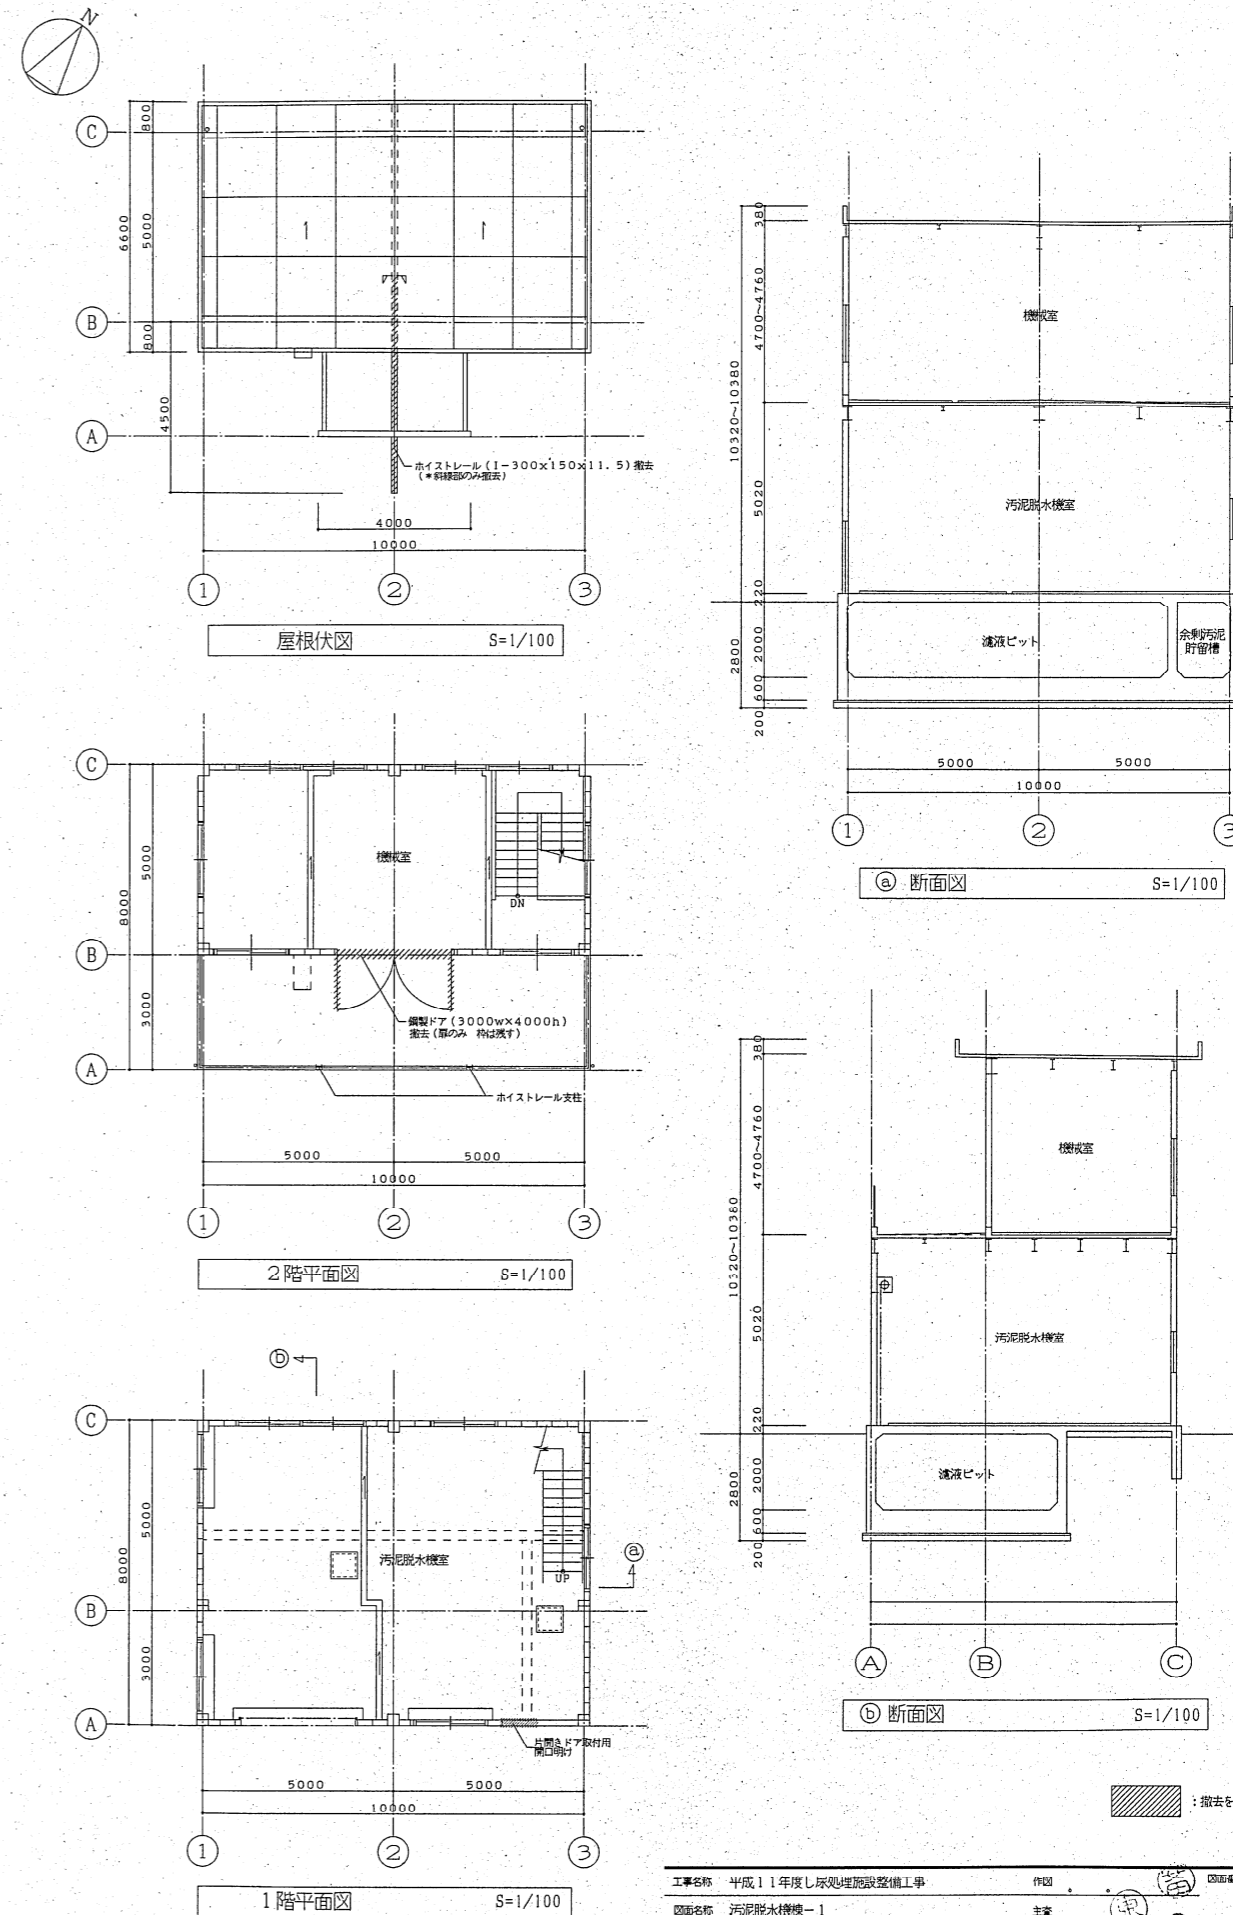 N
C
B
A
800
5000
800
6600
4500
ホイストレール(I-300x150x11.5)撤去
(*斜線部のみ撤去)
4000
10000
1 2 3
屋根伏図 S=1/100
C
B
A
5000
3000
8000
機械室
DN
鋼製ドア(3000w×4000h)
撤去(扉のみ 枠は残す)
ホイストレール支柱
5000 5000
10000
1 2 3
2階平面図 S=1/100
b
C
B
A
5000
3000
8000
汚泥脱水機室
UP
a
片開きドア取付用
開口明け
5000 5000
10000
1 2 3
1階平面図 S=1/100
380
4700~4760
10320~10380
5020
220
2000
2800
600
200
機械室
汚泥脱水機室
濾液ピット
余剰汚泥
貯留槽
5000 5000
10000
1 2 3
a 断面図 S=1/100
380
4700~4760
10320~10380
5020
220
2000
2800
600
200
機械室
汚泥脱水機室
濾液ピット
A B C
b 断面図 S=1/100
:撤去を
工事名称 平成11年度し尿処理施設整備工事 作図
図面名称 汚泥脱水機棟-1 主査